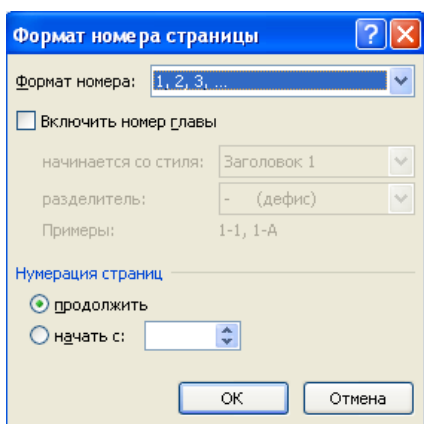 Формат номера страницы
Формат номера: 1, 2, 3, ...
Включить номер главы
начинается со стиля: Заголовок 1
разделитель: - (дефис)
Примеры: 1-1, 1-A
Нумерация страниц
продолжить
начать с:
ОК Отмена